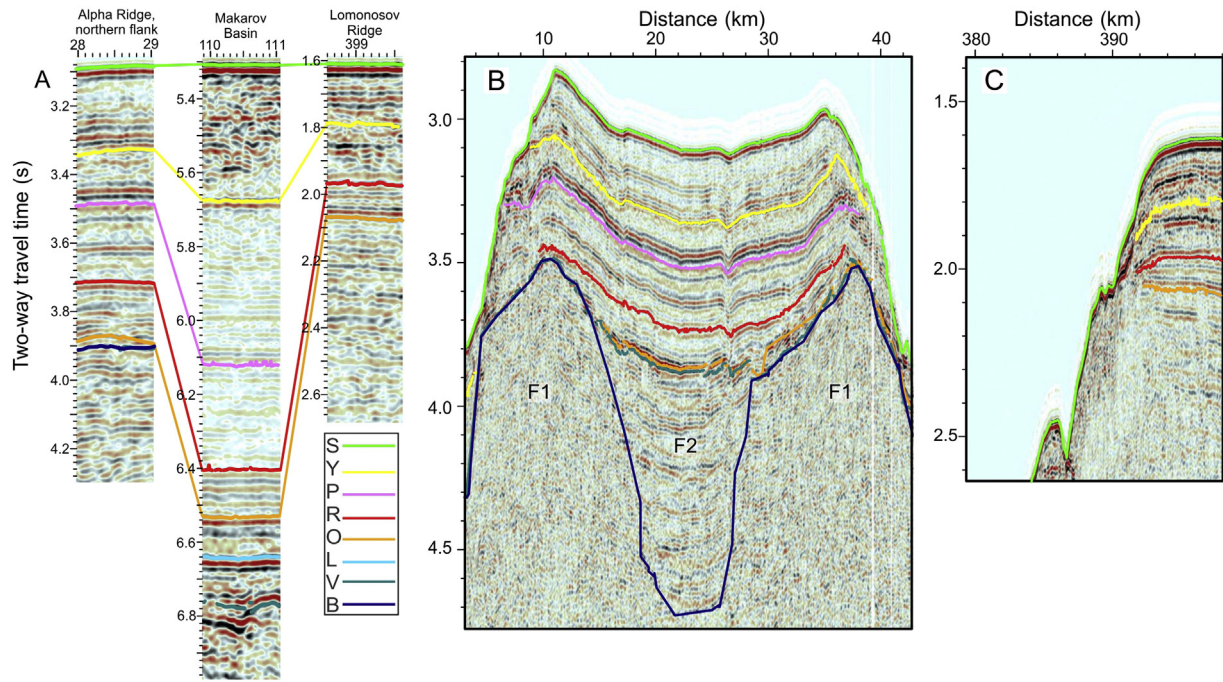 Alpha Ridge,
northern flank
28 29
Makarov
Basin
110 111
Lomonosov
Ridge
399
Distance (km)
10 20 30 40
Distance (km)
380 390
A
B
C
Two-way travel time (s)
3.2
3.4
3.6
3.8
4.0
4.2
5.4
5.6
5.8
6.0
6.2
6.4
6.6
6.8
1.6
1.8
2.0
2.2
2.4
2.6
S
Y
P
R
O
L
V
B
3.0
3.5
4.0
4.5
F1
F2
F1
1.5
2.0
2.5